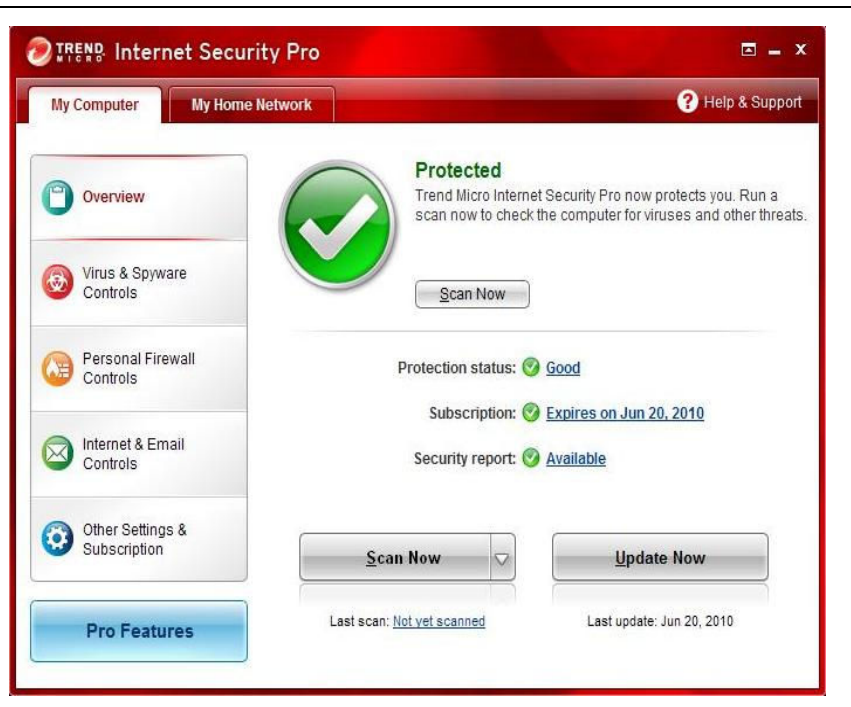 TREND MICRO Internet Security Pro
My Computer
My Home Network
? Help & Support
Overview
Virus & Spyware
Controls
Personal Firewall
Controls
Internet & Email
Controls
Other Settings &
Subscription
Pro Features
Protected
Trend Micro Internet Security Pro now protects you. Run a
scan now to check the computer for viruses and other threats.
Scan Now
Protection status: Good
Subscription: Expires on Jun 20, 2010
Security report: Available
Scan Now
Update Now
Last scan: Not yet scanned
Last update: Jun 20, 2010